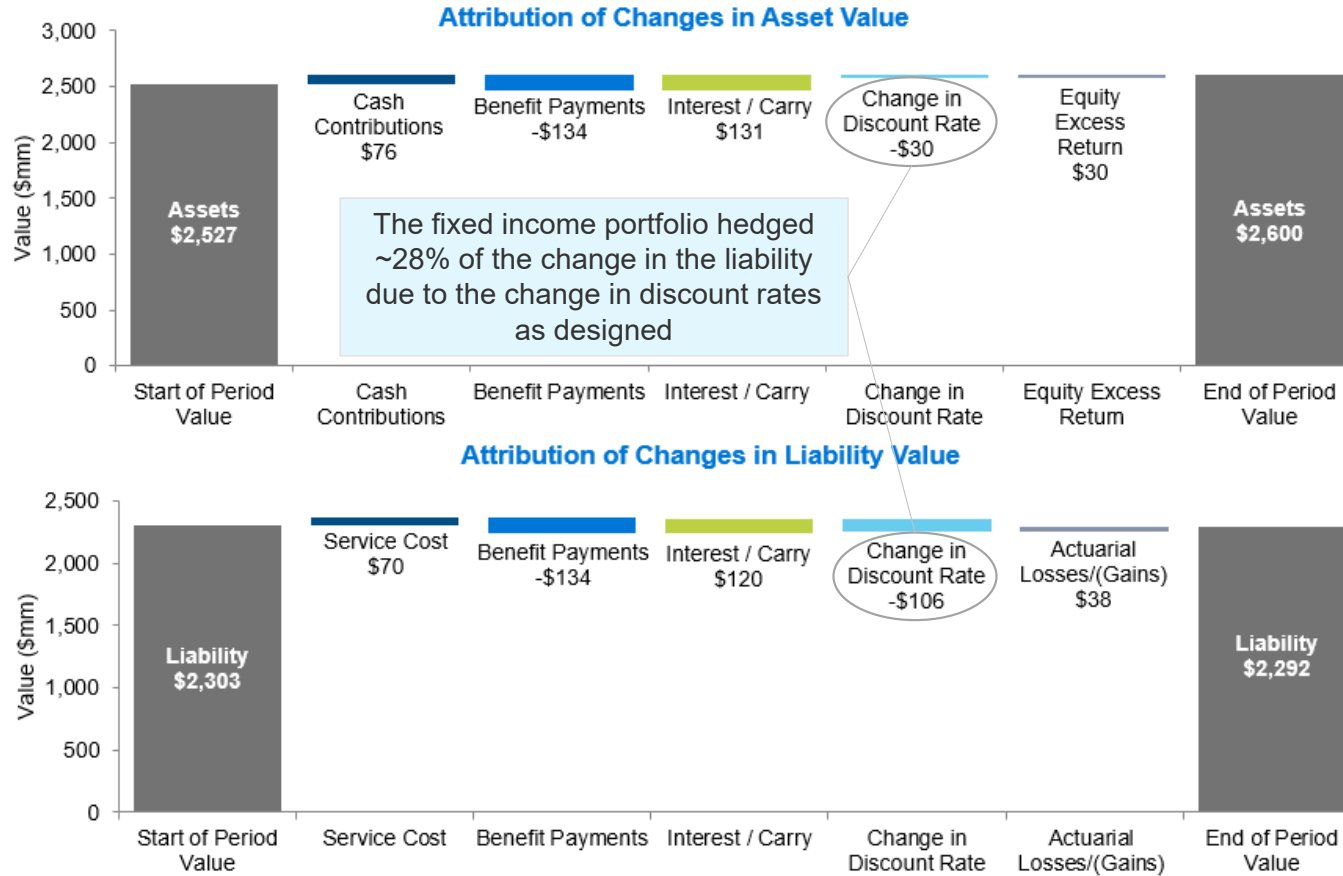 Attribution of Changes in Asset Value
Value ($mm)
3,000
2,500
2,000
1,500
1,000
500
0
Assets
$2,527
Cash
Contributions
$76
Benefit Payments
-$134
Interest / Carry
$131
Change in
Discount Rate
-$30
Equity
Excess
Return
$30
Assets
$2,600
The fixed income portfolio hedged
~28% of the change in the liability
due to the change in discount rates
as designed
Start of Period
Value
Cash
Contributions
Benefit Payments
Interest / Carry
Change in
Discount Rate
Equity Excess
Return
End of Period
Value
Attribution of Changes in Liability Value
Value ($mm)
2,500
2,000
1,500
1,000
500
0
Liability
$2,303
Service Cost
$70
Benefit Payments
-$134
Interest / Carry
$120
Change in
Discount Rate
-$106
Actuarial
Losses/(Gains)
$38
Liability
$2,292
Start of Period
Value
Service Cost
Benefit Payments
Interest / Carry
Change in
Discount Rate
Actuarial
Losses/(Gains)
End of Period
Value